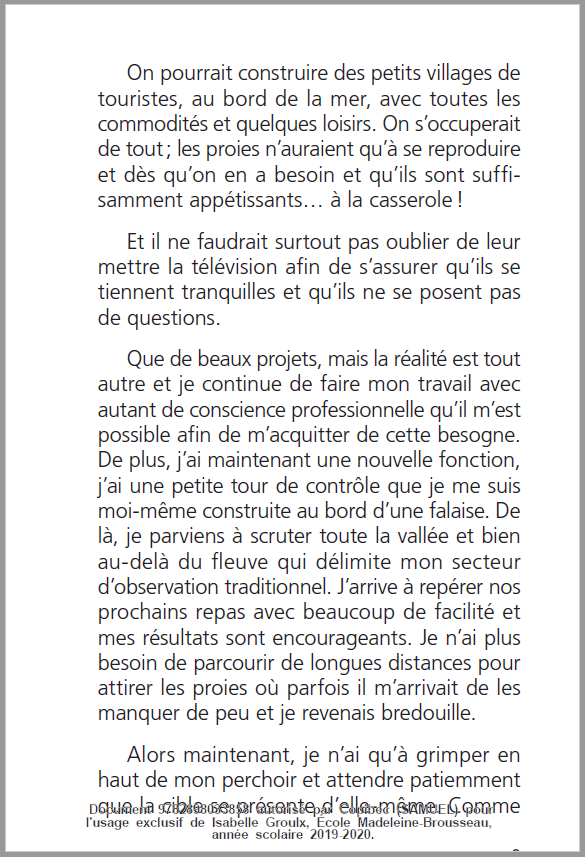 On pourrait construire des petits villages de
touristes, au bord de la mer, avec toutes les
commodités et quelques loisirs. On s’occuperait
de tout ; les proies n’auraient qu’à se reproduire
et dès qu’on en a besoin et qu’ils sont suffi-
samment appétissants… à la casserole !
Et il ne faudrait surtout pas oublier de leur
mettre la télévision afin de s’assurer qu’ils se
tiennent tranquilles et qu’ils ne se posent pas
de questions.
Que de beaux projets, mais la réalité est tout
autre et je continue de faire mon travail avec
autant de conscience professionnelle qu’il m’est
possible afin de m’acquitter de cette besogne.
De plus, j’ai maintenant une nouvelle fonction,
j’ai une petite tour de contrôle que je me suis
moi-même construite au bord d’une falaise. De
là, je parviens à scruter toute la vallée et bien
au-delà du fleuve qui délimite mon secteur
d’observation traditionnel. J’arrive à repérer nos
prochains repas avec beaucoup de facilité et
mes résultats sont encourageants. Je n’ai plus
besoin de parcourir de longues distances pour
attirer les proies où parfois il m’arrivait de les
manquer de peu et je revenais bredouille.
Alors maintenant, je n’ai qu’à grimper en
haut de mon perchoir et attendre patiemment
que la cible se présente d’elle-même. Comme
Document autorisé par Copibec (SAMUEL) pour
l'usage exclusif de Isabelle Groulx, École Madeleine-Brousseau,
année scolaire 2019-2020.